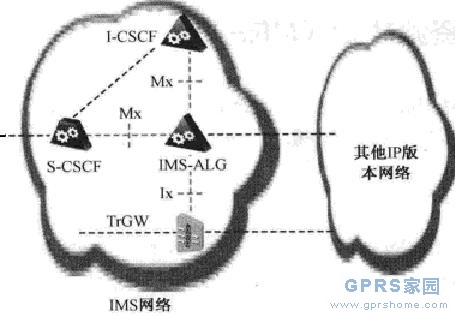 I-CSCF
Mx
Mx
S-CSCF
IMS-ALG
其他IP版
本网络
Ix
TrGW
IMS网络
GPRS家园
www.gprshome.com